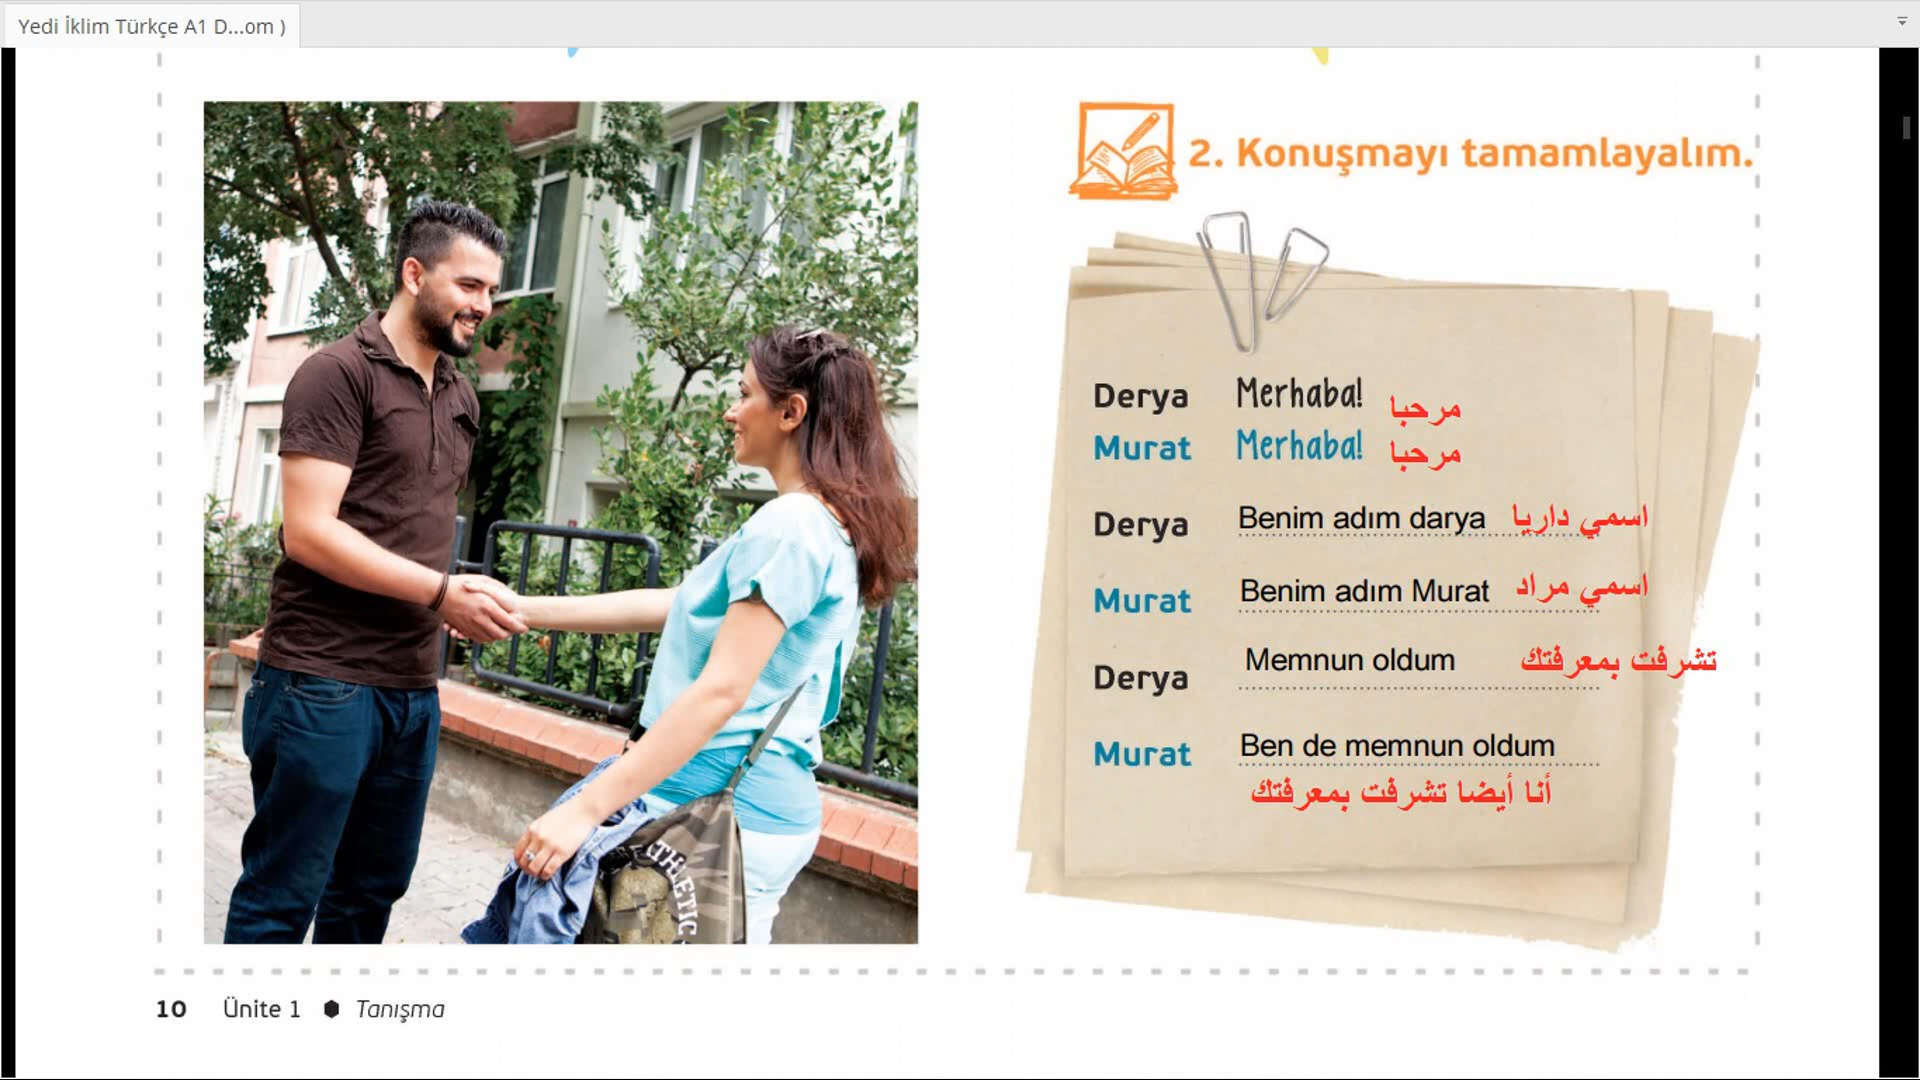 Yedi İklim Türkçe A1 D...om )
2. Konuşmayı tamamlayalım.
Derya Merhaba! مرحبا
Murat Merhaba! مرحبا
Derya Benim adım darya اسمي داريا
Murat Benim adım Murat اسمي مراد
Derya Memnun oldum تشرفت بمعرفتك
Murat Ben de memnun oldum
أنا أيضا تشرفت بمعرفتك
ATHLETIC
10 Ünite 1 Tanışma